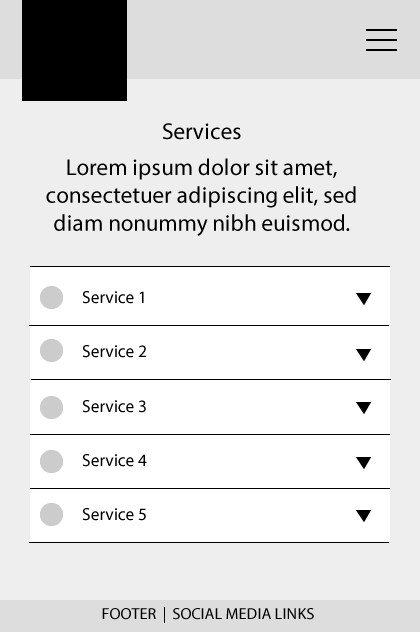 Services
Lorem ipsum dolor sit amet,
consectetuer adipiscing elit, sed
diam nonummy nibh euismod.
Service 1
Service 2
Service 3
Service 4
Service 5
FOOTER | SOCIAL MEDIA LINKS